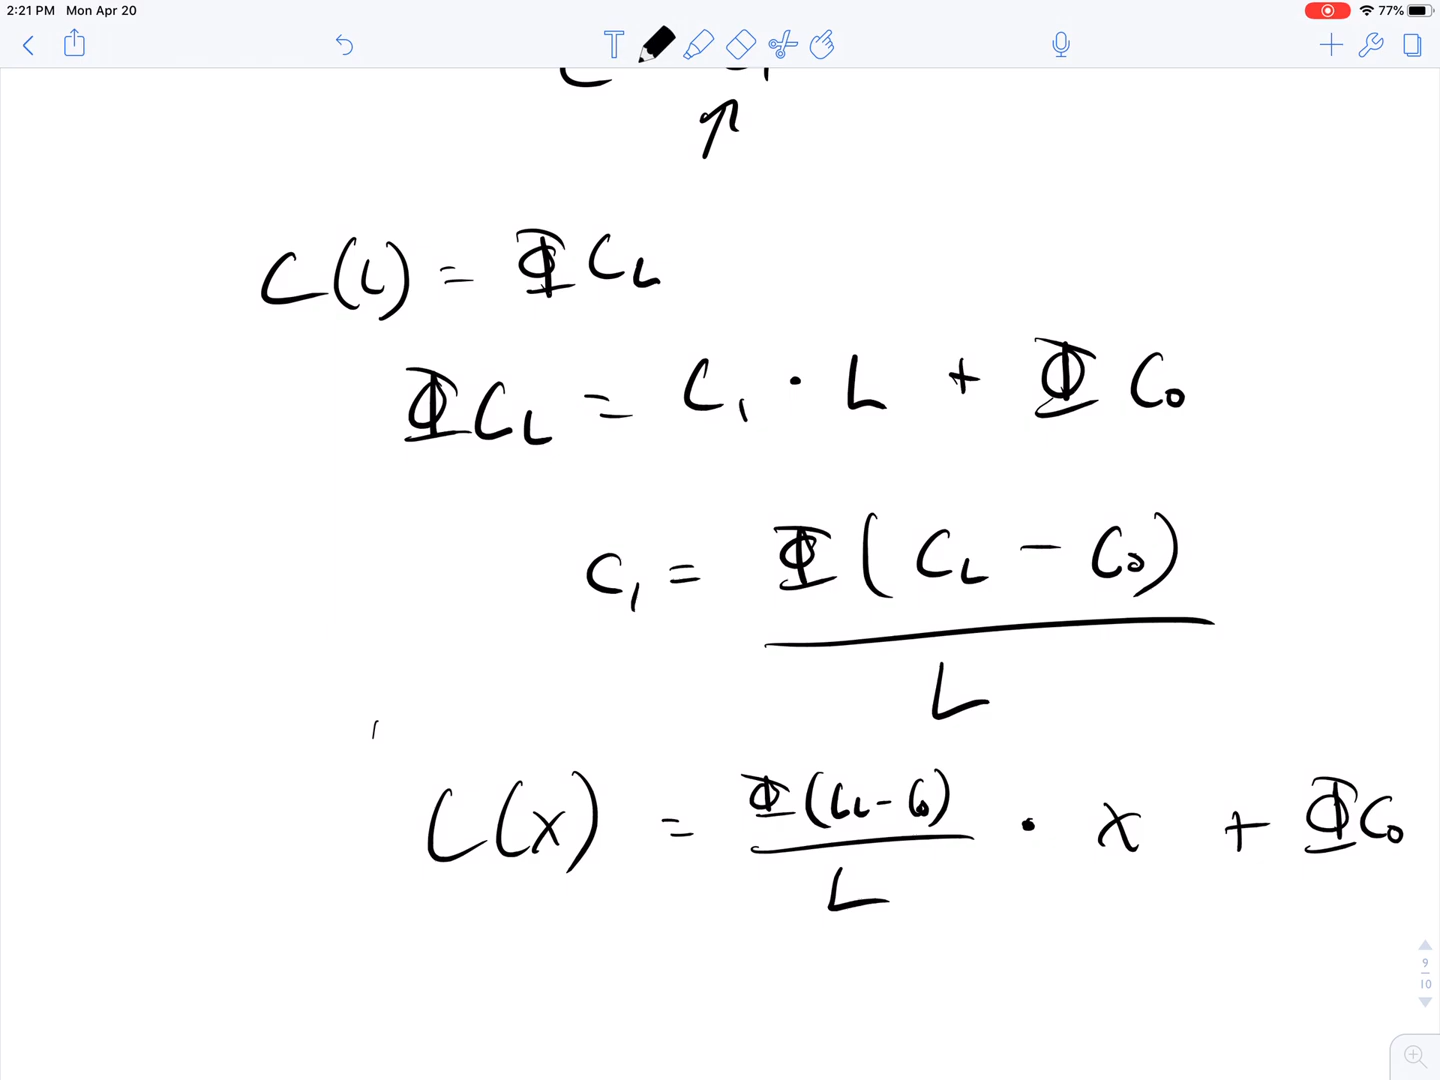 2:21 PM Mon Apr 20 77%
T
C(L) = ΦC_L
ΦC_L = C_1 · L + ΦC_0
C_1 = Φ(C_L - C_0) / L
C(x) = Φ(C_L - C_0) / L · x + ΦC_0
9
10